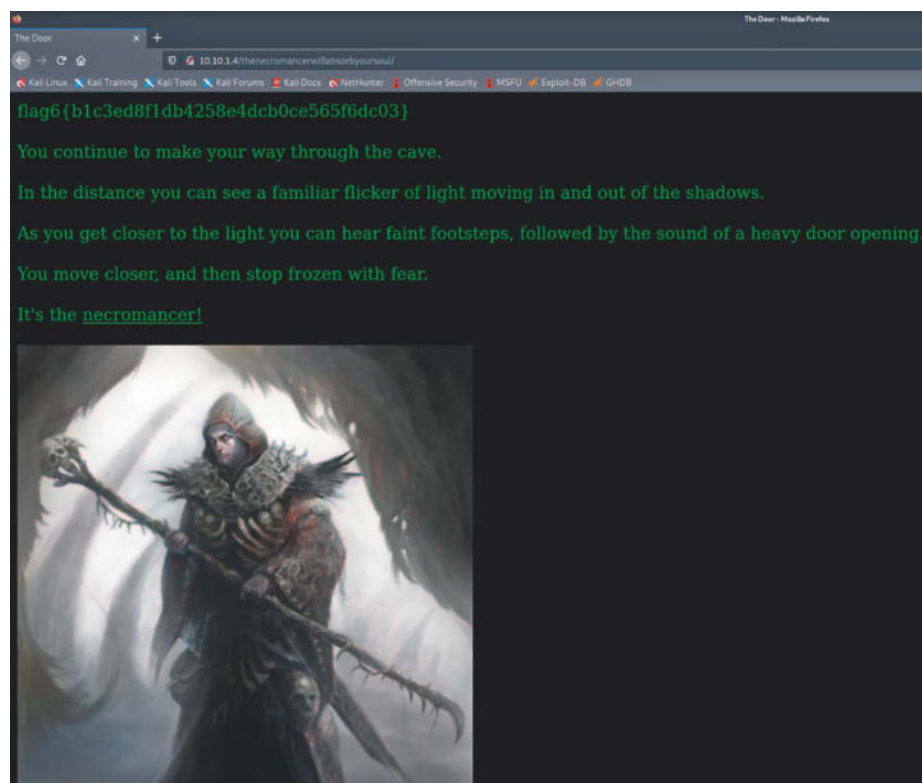 The Door - Mozilla Firefox
The Door
10.10.1.4/thenecromancerwillabsorbyoursoul/
Kali Linux Kali Training Kali Tools Kali Forums Kali Docs NetHunter Offensive Security MSFU Exploit-DB GHDB
flag6{b1c3ed8f1db4258e4dcb0ce565f6dc03}
You continue to make your way through the cave.
In the distance you can see a familiar flicker of light moving in and out of the shadows.
As you get closer to the light you can hear faint footsteps, followed by the sound of a heavy door opening.
You move closer, and then stop frozen with fear.
It's the necromancer!